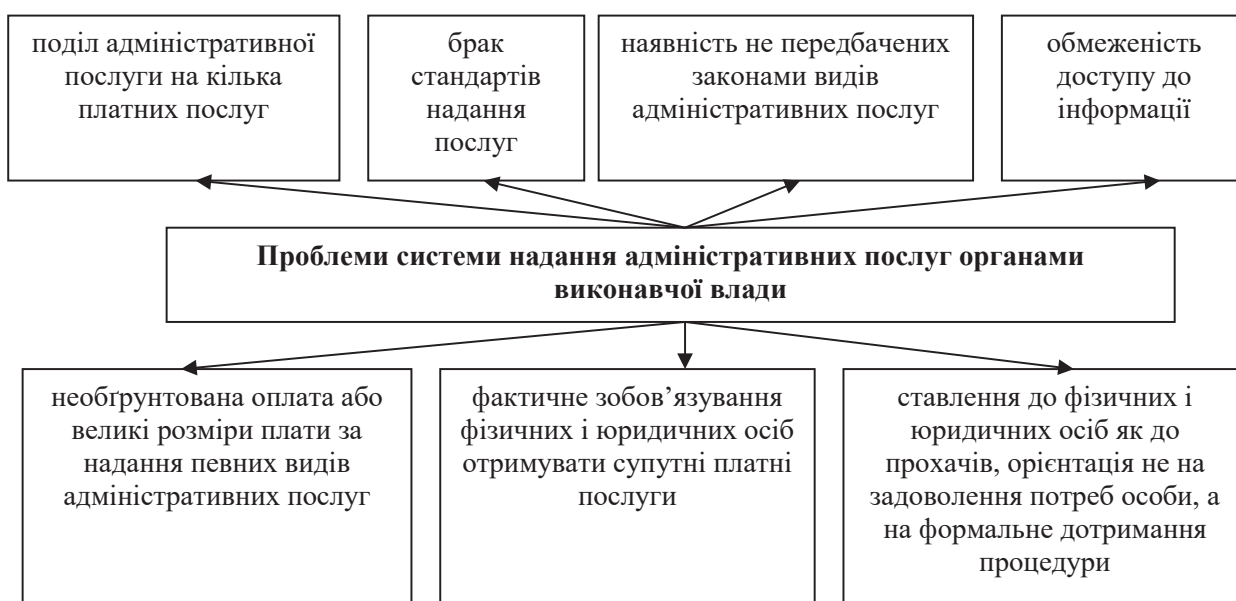 поділ адміністративної
послуги на кілька
платних послуг
брак
стандартів
надання
послуг
наявність не передбачених
законами видів
адміністративних послуг
обмеженість
доступу до
інформації
Проблеми системи надання адміністративних послуг органами
виконавчої влади
необґрунтована оплата або
великі розміри плати за
надання певних видів
адміністративних послуг
фактичне зобов’язування
фізичних і юридичних осіб
отримувати супутні платні
послуги
ставлення до фізичних і
юридичних осіб як до
прохачів, орієнтація не на
задоволення потреб особи, а
на формальне дотримання
процедури